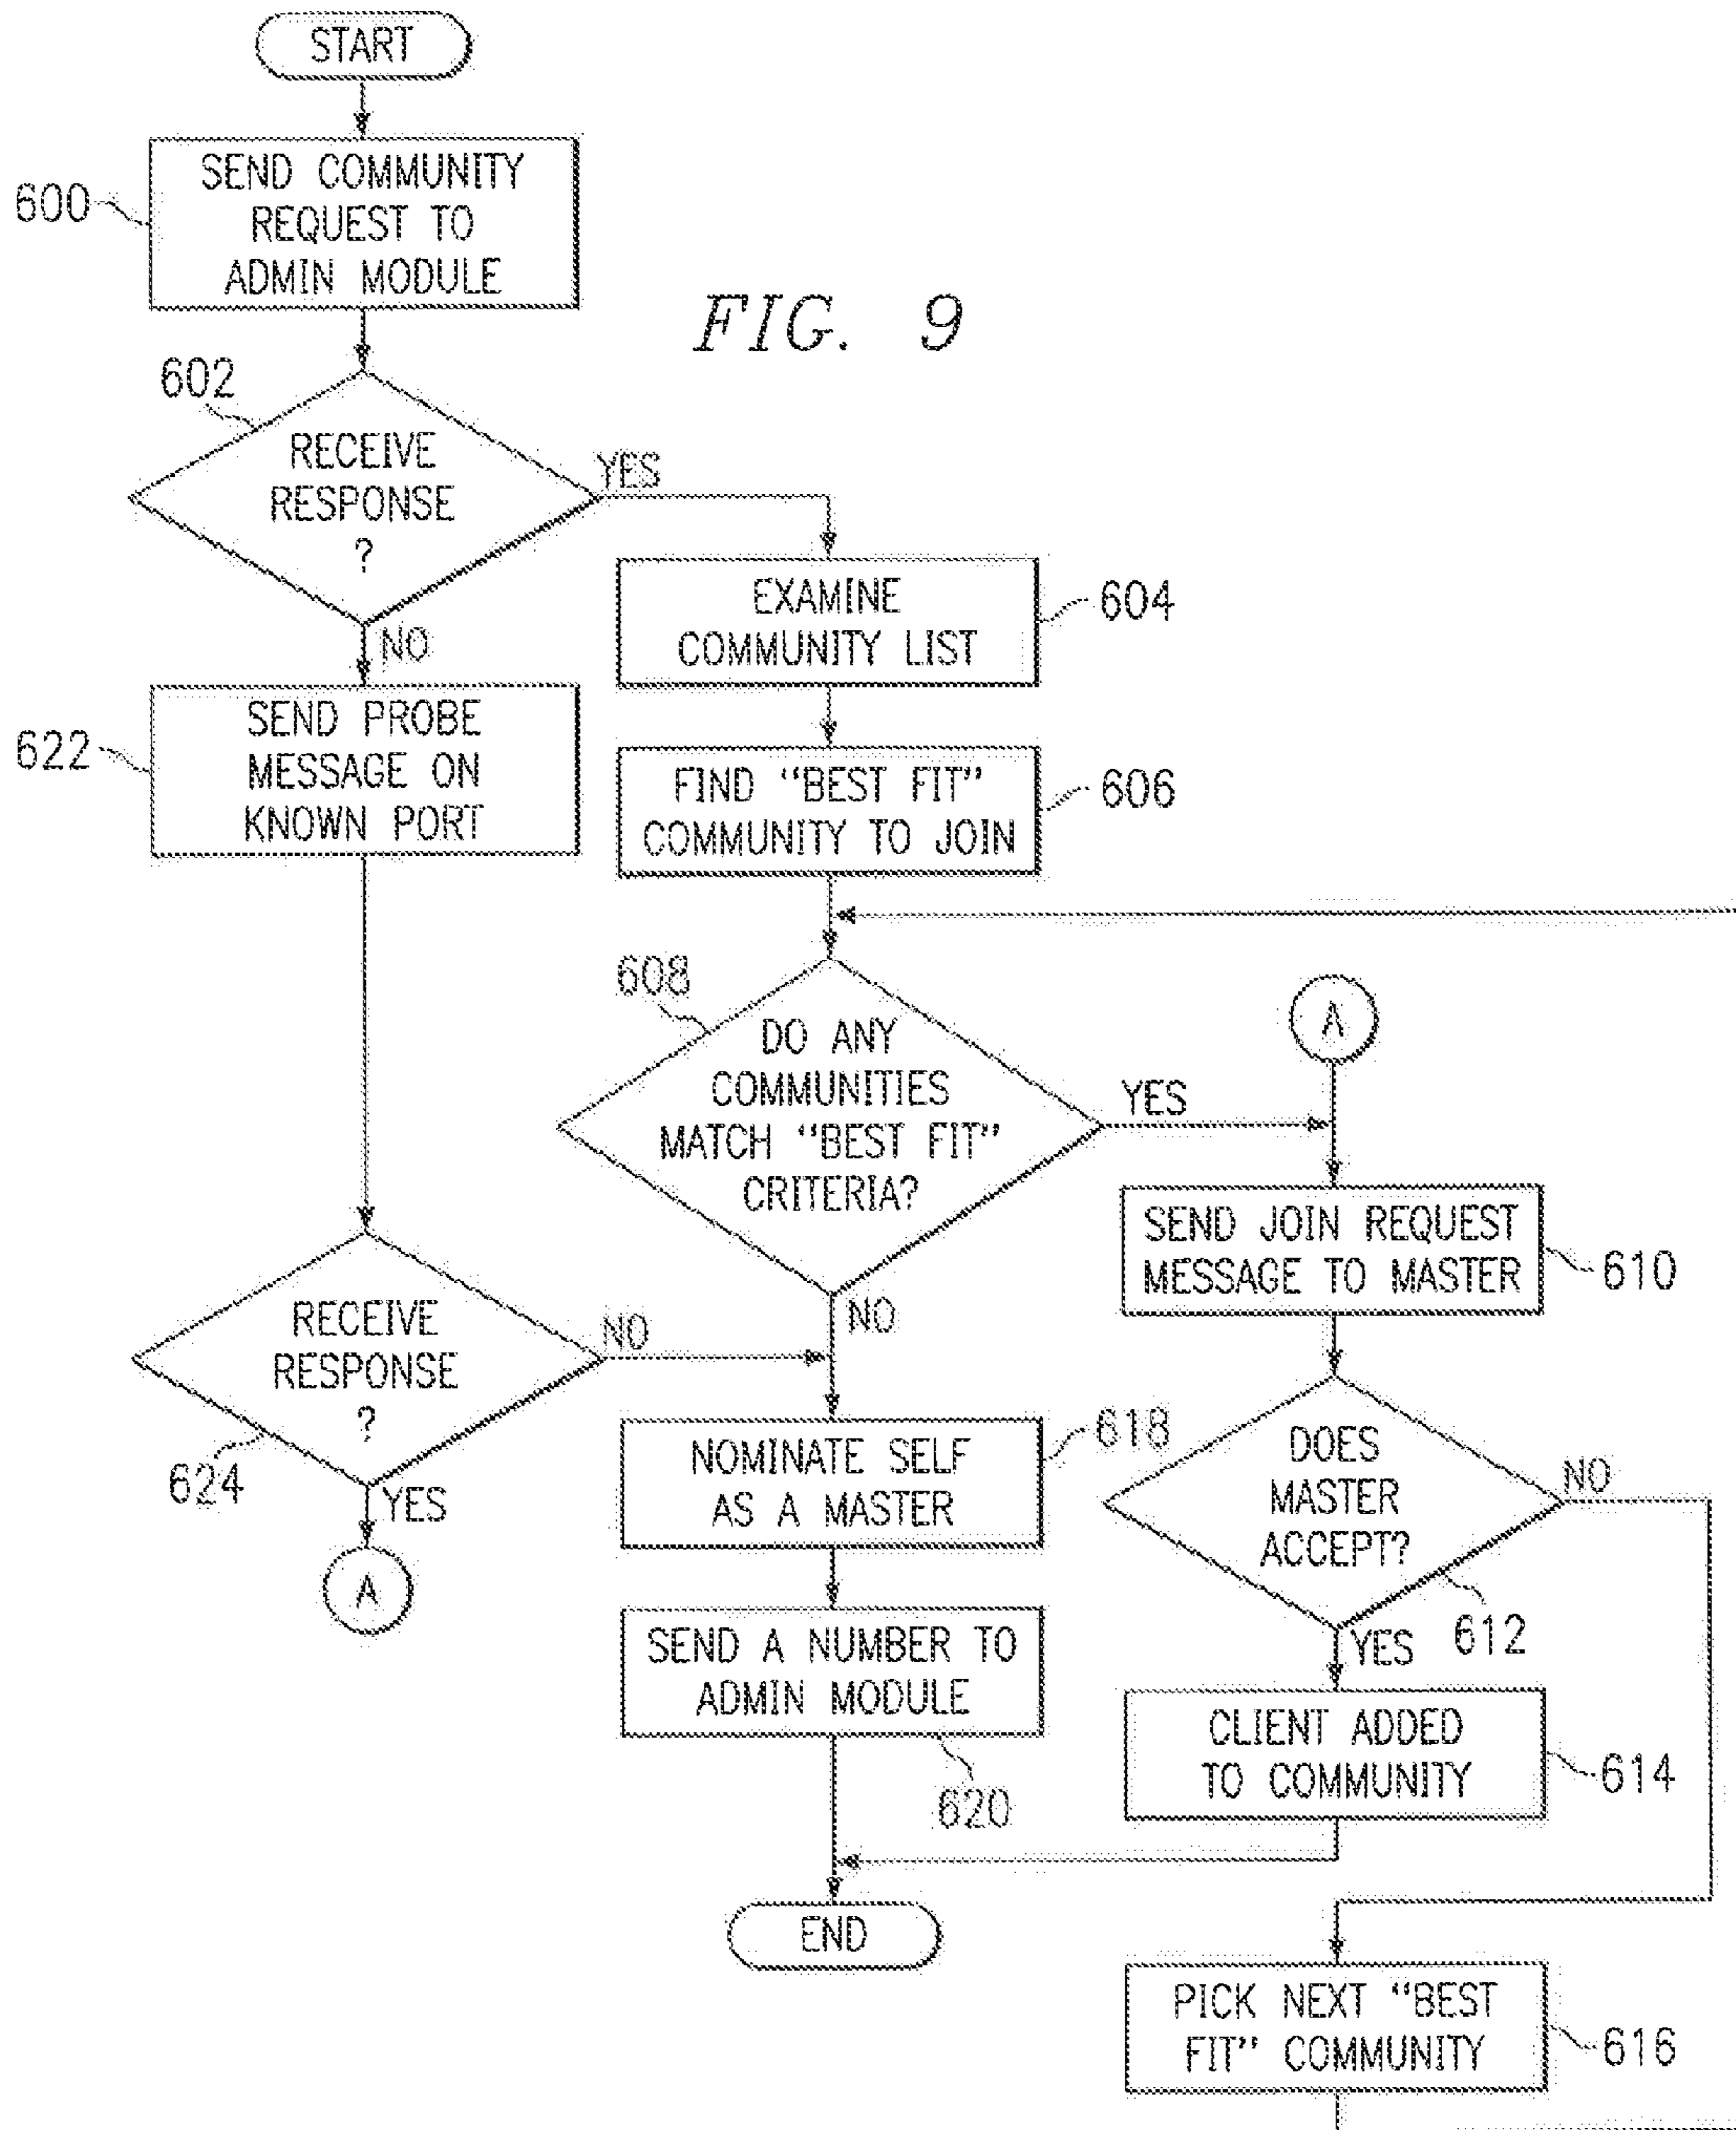 START
600
SEND COMMUNITY
REQUEST TO
ADMIN MODULE
FIG. 9
602
RECEIVE
RESPONSE
?
YES
NO
EXAMINE
COMMUNITY LIST
604
622
SEND PROBE
MESSAGE ON
KNOWN PORT
FIND "BEST FIT"
COMMUNITY TO JOIN
606
608
DO ANY
COMMUNITIES
MATCH "BEST FIT"
CRITERIA?
YES
NO
A
SEND JOIN REQUEST
MESSAGE TO MASTER
610
RECEIVE
RESPONSE
?
NO
624
YES
A
NOMINATE SELF
AS A MASTER
618
DOES
MASTER
ACCEPT?
NO
612
YES
SEND A NUMBER TO
ADMIN MODULE
620
CLIENT ADDED
TO COMMUNITY
614
END
PICK NEXT "BEST
FIT" COMMUNITY
616